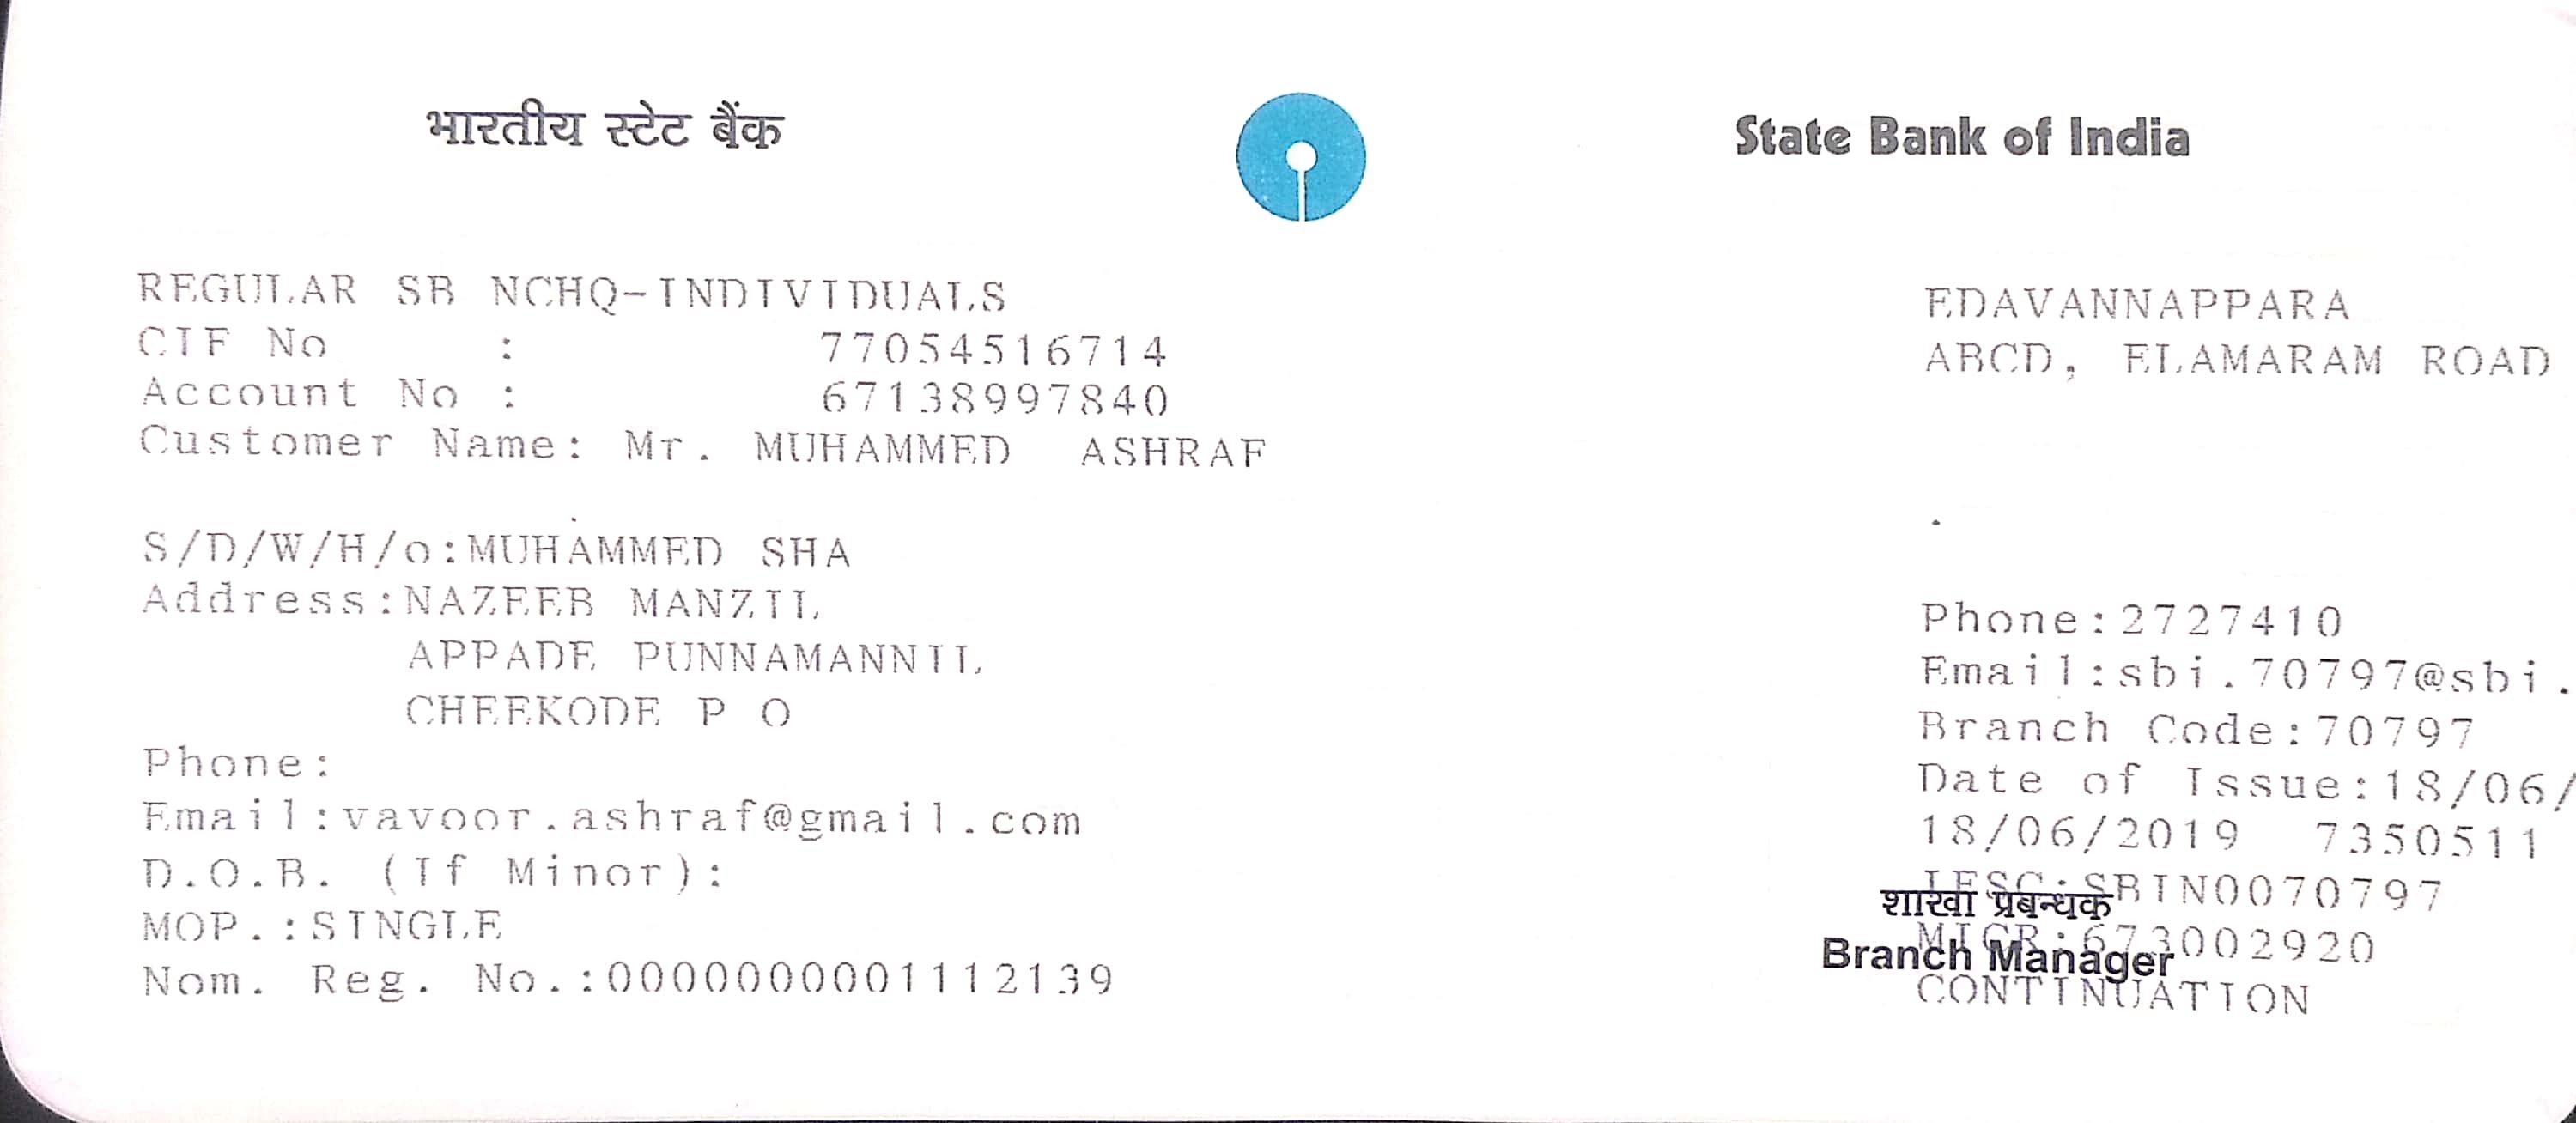 भारतीय स्टेट बैंक
State Bank of India
REGULAR SB NCHQ-INDIVIDUALS
CIF No : 77054516714
Account No : 67138997840
Customer Name: Mr. MUHAMMED ASHRAF
S/D/W/H/o:MUHAMMED SHA
Address:NAZEEB MANZIL
APPADE PUNNAMANNIL
CHEEKODE P O
Phone:
Email:vavoor.ashraf@gmail.com
D.O.B. (If Minor):
MOP.:SINGLE
Nom. Reg. No.:0000000001112139
EDAVANNAPPARA
ABCD, ELAMARAM ROAD
Phone:2727410
Email:sbi.70797@sbi.
Branch Code:70797
Date of Issue:18/06/
18/06/2019 7350511
IFSC:SBIN0070797
शाखा प्रबन्धक
MICR:673002920
Branch Manager
CONTINUATION